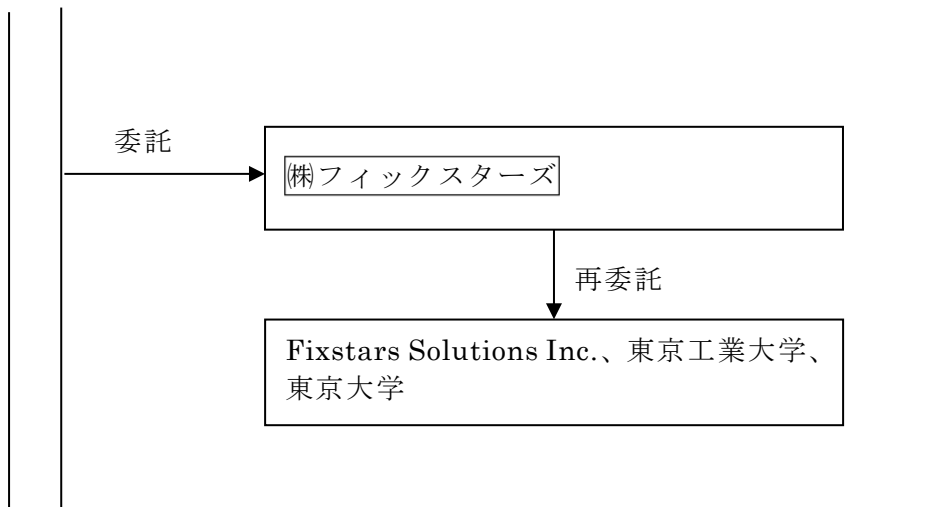 委託
㈱フィックスターズ
再委託
Fixstars Solutions Inc.、東京工業大学、
東京大学